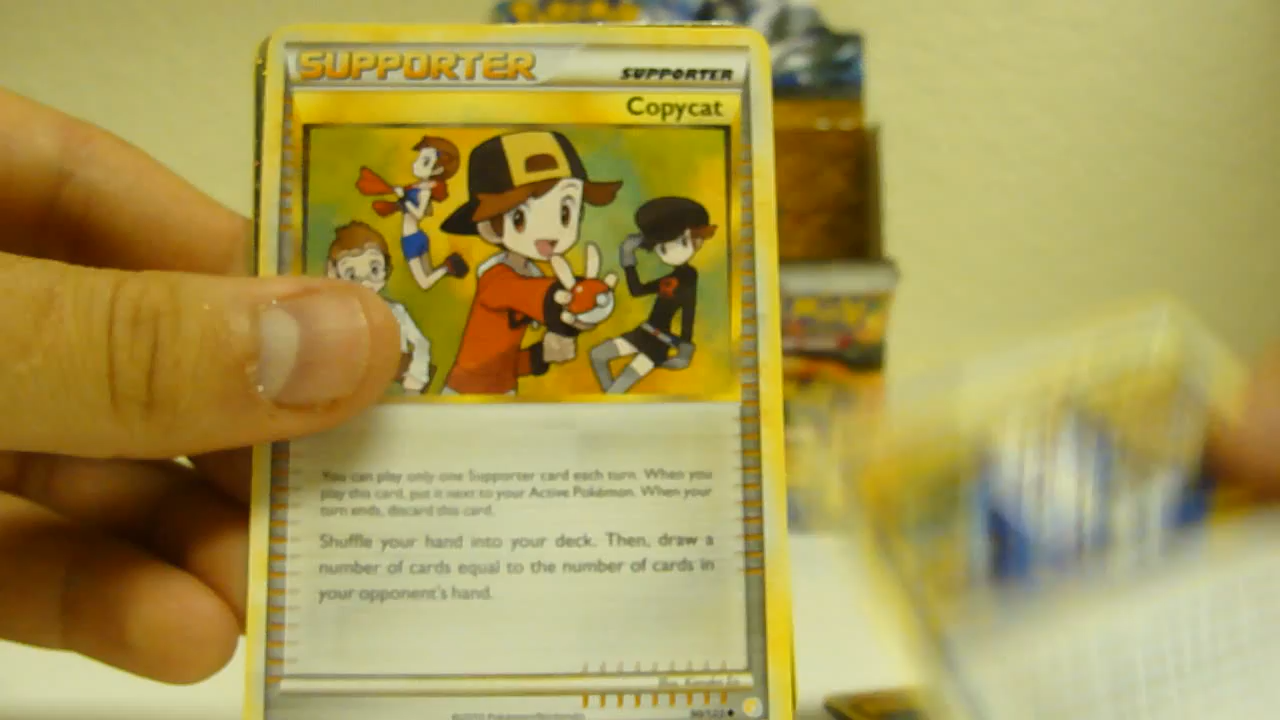 SUPPORTER
SUPPORTER
Copycat
You can play only one Supporter card each turn. When you
play this card, put it next to your Active Pokémon. When your
turn ends, discard this card.
Shuffle your hand into your deck. Then, draw a
number of cards equal to the number of cards in
your opponent's hand.